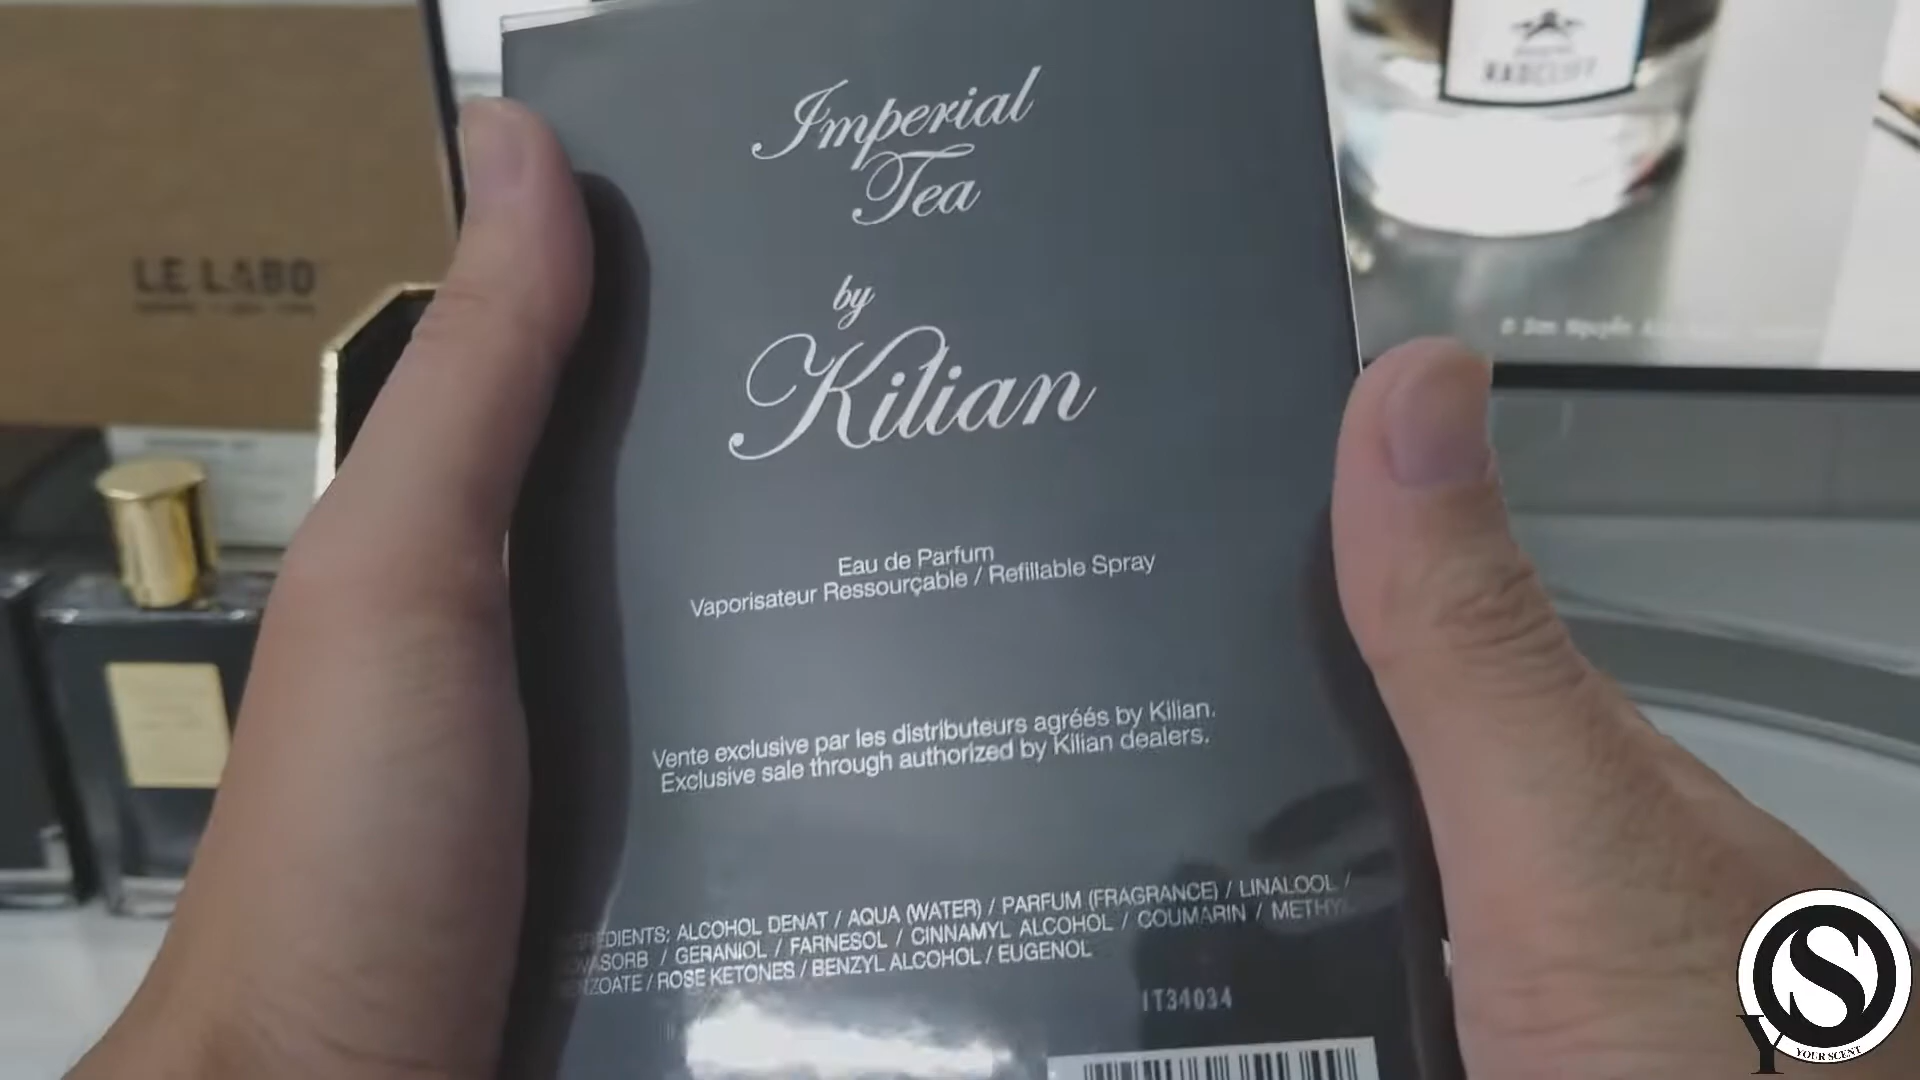 Imperial
Tea
by
Kilian
Eau de Parfum
Vaporisateur Ressourçable / Refillable Spray
Vente exclusive par les distributeurs agréés by Kilian.
Exclusive sale through authorized by Kilian dealers.
ALCOHOL DENAT / AQUA (WATER) / PARFUM (FRAGRANCE) / LINALOOL /
/ GERANIOL / FARNESOL / CINNAMYL ALCOHOL / COUMARIN /
/ ROSE KETONES / BENZYL ALCOHOL / EUGENOL
IT34034
LE LABO
YOUR SCENT